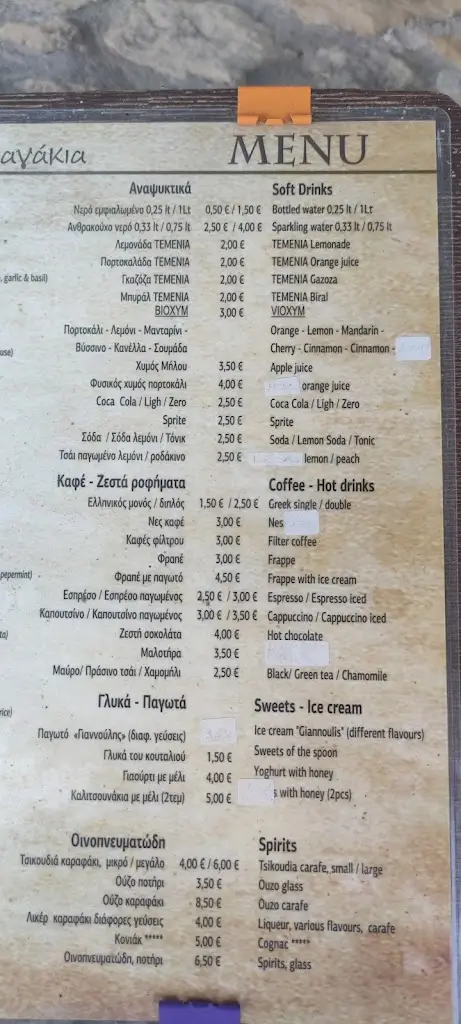 αγάκια
MENU
Αναψυκτικά Soft Drinks
Νερό εμφιαλωμένο 0,25 lt / 1Lt 0,50 € / 1,50 € Bottled water 0,25 lt / 1Lt
Ανθρακούχο νερό 0,33 lt / 0,75 lt 2,50 € / 4,00 € Sparkling water 0,33 lt / 0,75 lt
Λεμονάδα ΤΕΜΕΝΙΑ 2,00 € TEMENIA Lemonade
Πορτοκαλάδα ΤΕΜΕΝΙΑ 2,00 € TEMENIA Orange juice
, garlic & basil) Γκαζόζα ΤΕΜΕΝΙΑ 2,00 € TEMENIA Gazoza
Μπυράλ ΤΕΜΕΝΙΑ 2,00 € TEMENIA Biral
ΒΙΟΧΥΜ 3,00 € VIOXYM
Πορτοκάλι - Λεμόνι - Μανταρίνι - Orange - Lemon - Mandarin -
Βύσσινο - Κανέλλα - Σουμάδα Cherry - Cinnamon - Cinnamon -
Χυμός Μήλου 3,50 € Apple juice
Φυσικός χυμός πορτοκάλι 4,00 € orange juice
Coca Cola / Ligh / Zero 2,50 € Coca Cola / Ligh / Zero
Sprite 2,50 € Sprite
Σόδα / Σόδα λεμόνι / Τόνικ 2,50 € Soda / Lemon Soda / Tonic
Τσάι παγωμένο λεμόνι / ροδάκινο 2,50 € lemon / peach
Καφέ - Ζεστά ροφήματα Coffee - Hot drinks
Ελληνικός μονός / διπλός 1,50 € / 2,50 € Greek single / double
Νες καφέ 3,00 € Nes
Καφές φίλτρου 3,00 € Filter coffee
Φραπέ 3,00 € Frappe
pepermint) Φραπέ με παγωτό 4,50 € Frappe with ice cream
Εσπρέσο / Εσπρέσο παγωμένος 2,50 € / 3,00 € Espresso / Espresso iced
Καπουτσίνο / Καπουτσίνο παγωμένος 3,00 € / 3,50 € Cappuccino / Cappuccino iced
Ζεστή σοκολάτα 4,00 € Hot chocolate
Μαλοτήρα 3,50 €
Μαύρο/ Πράσινο τσάι / Χαμομήλι 2,50 € Black/ Green tea / Chamomile
Γλυκά - Παγωτά Sweets - Ice cream
Παγωτό «Γιαννούλης» (διαφ. γεύσεις) Ice cream "Giannoulis" (different flavours)
Γλυκά του κουταλιού 1,50 € Sweets of the spoon
Γιαούρτι με μέλι 4,00 € Yoghurt with honey
Καλιτσουνάκια με μέλι (2τεμ) 5,00 € s with honey (2pcs)
Οινοπνευματώδη Spirits
Τσικουδιά καραφάκι, μικρό / μεγάλο 4,00 € / 6,00 € Tsikoudia carafe, small / large
Ούζο ποτήρι 3,50 € Ouzo glass
Ούζο καραφάκι 8,50 € Ouzo carafe
Λικέρ καραφάκι διάφορες γεύσεις 4,00 € Liqueur, various flavours, carafe
Κονιάκ ***** 5,00 € Cognac *****
Οινοπνευματώδη, ποτήρι 6,50 € Spirits, glass